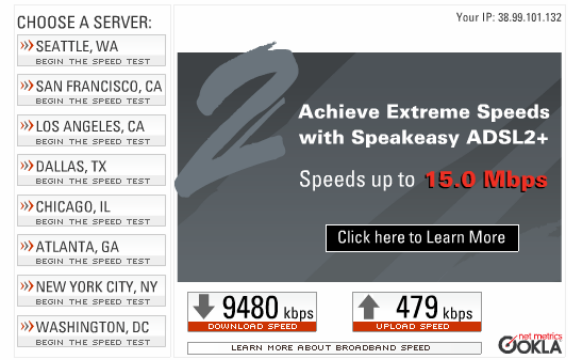 CHOOSE A SERVER:
Your IP: 38.99.101.132
»› SEATTLE, WA
BEGIN THE SPEED TEST
»› SAN FRANCISCO, CA
BEGIN THE SPEED TEST
»› LOS ANGELES, CA
BEGIN THE SPEED TEST
»› DALLAS, TX
BEGIN THE SPEED TEST
»› CHICAGO, IL
BEGIN THE SPEED TEST
»› ATLANTA, GA
BEGIN THE SPEED TEST
»› NEW YORK CITY, NY
BEGIN THE SPEED TEST
»› WASHINGTON, DC
BEGIN THE SPEED TEST
2
Achieve Extreme Speeds
with Speakeasy ADSL2+
Speeds up to 15.0 Mbps
Click here to Learn More
9480 kbps
DOWNLOAD SPEED
479 kbps
UPLOAD SPEED
LEARN MORE ABOUT BROADBAND SPEED
net metrics
OOKLA